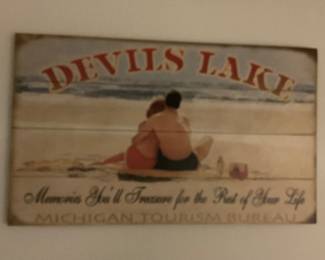 DEVILS LAKE
Memories You'll Treasure for the Rest of Your Life
MICHIGAN TOURISM BUREAU